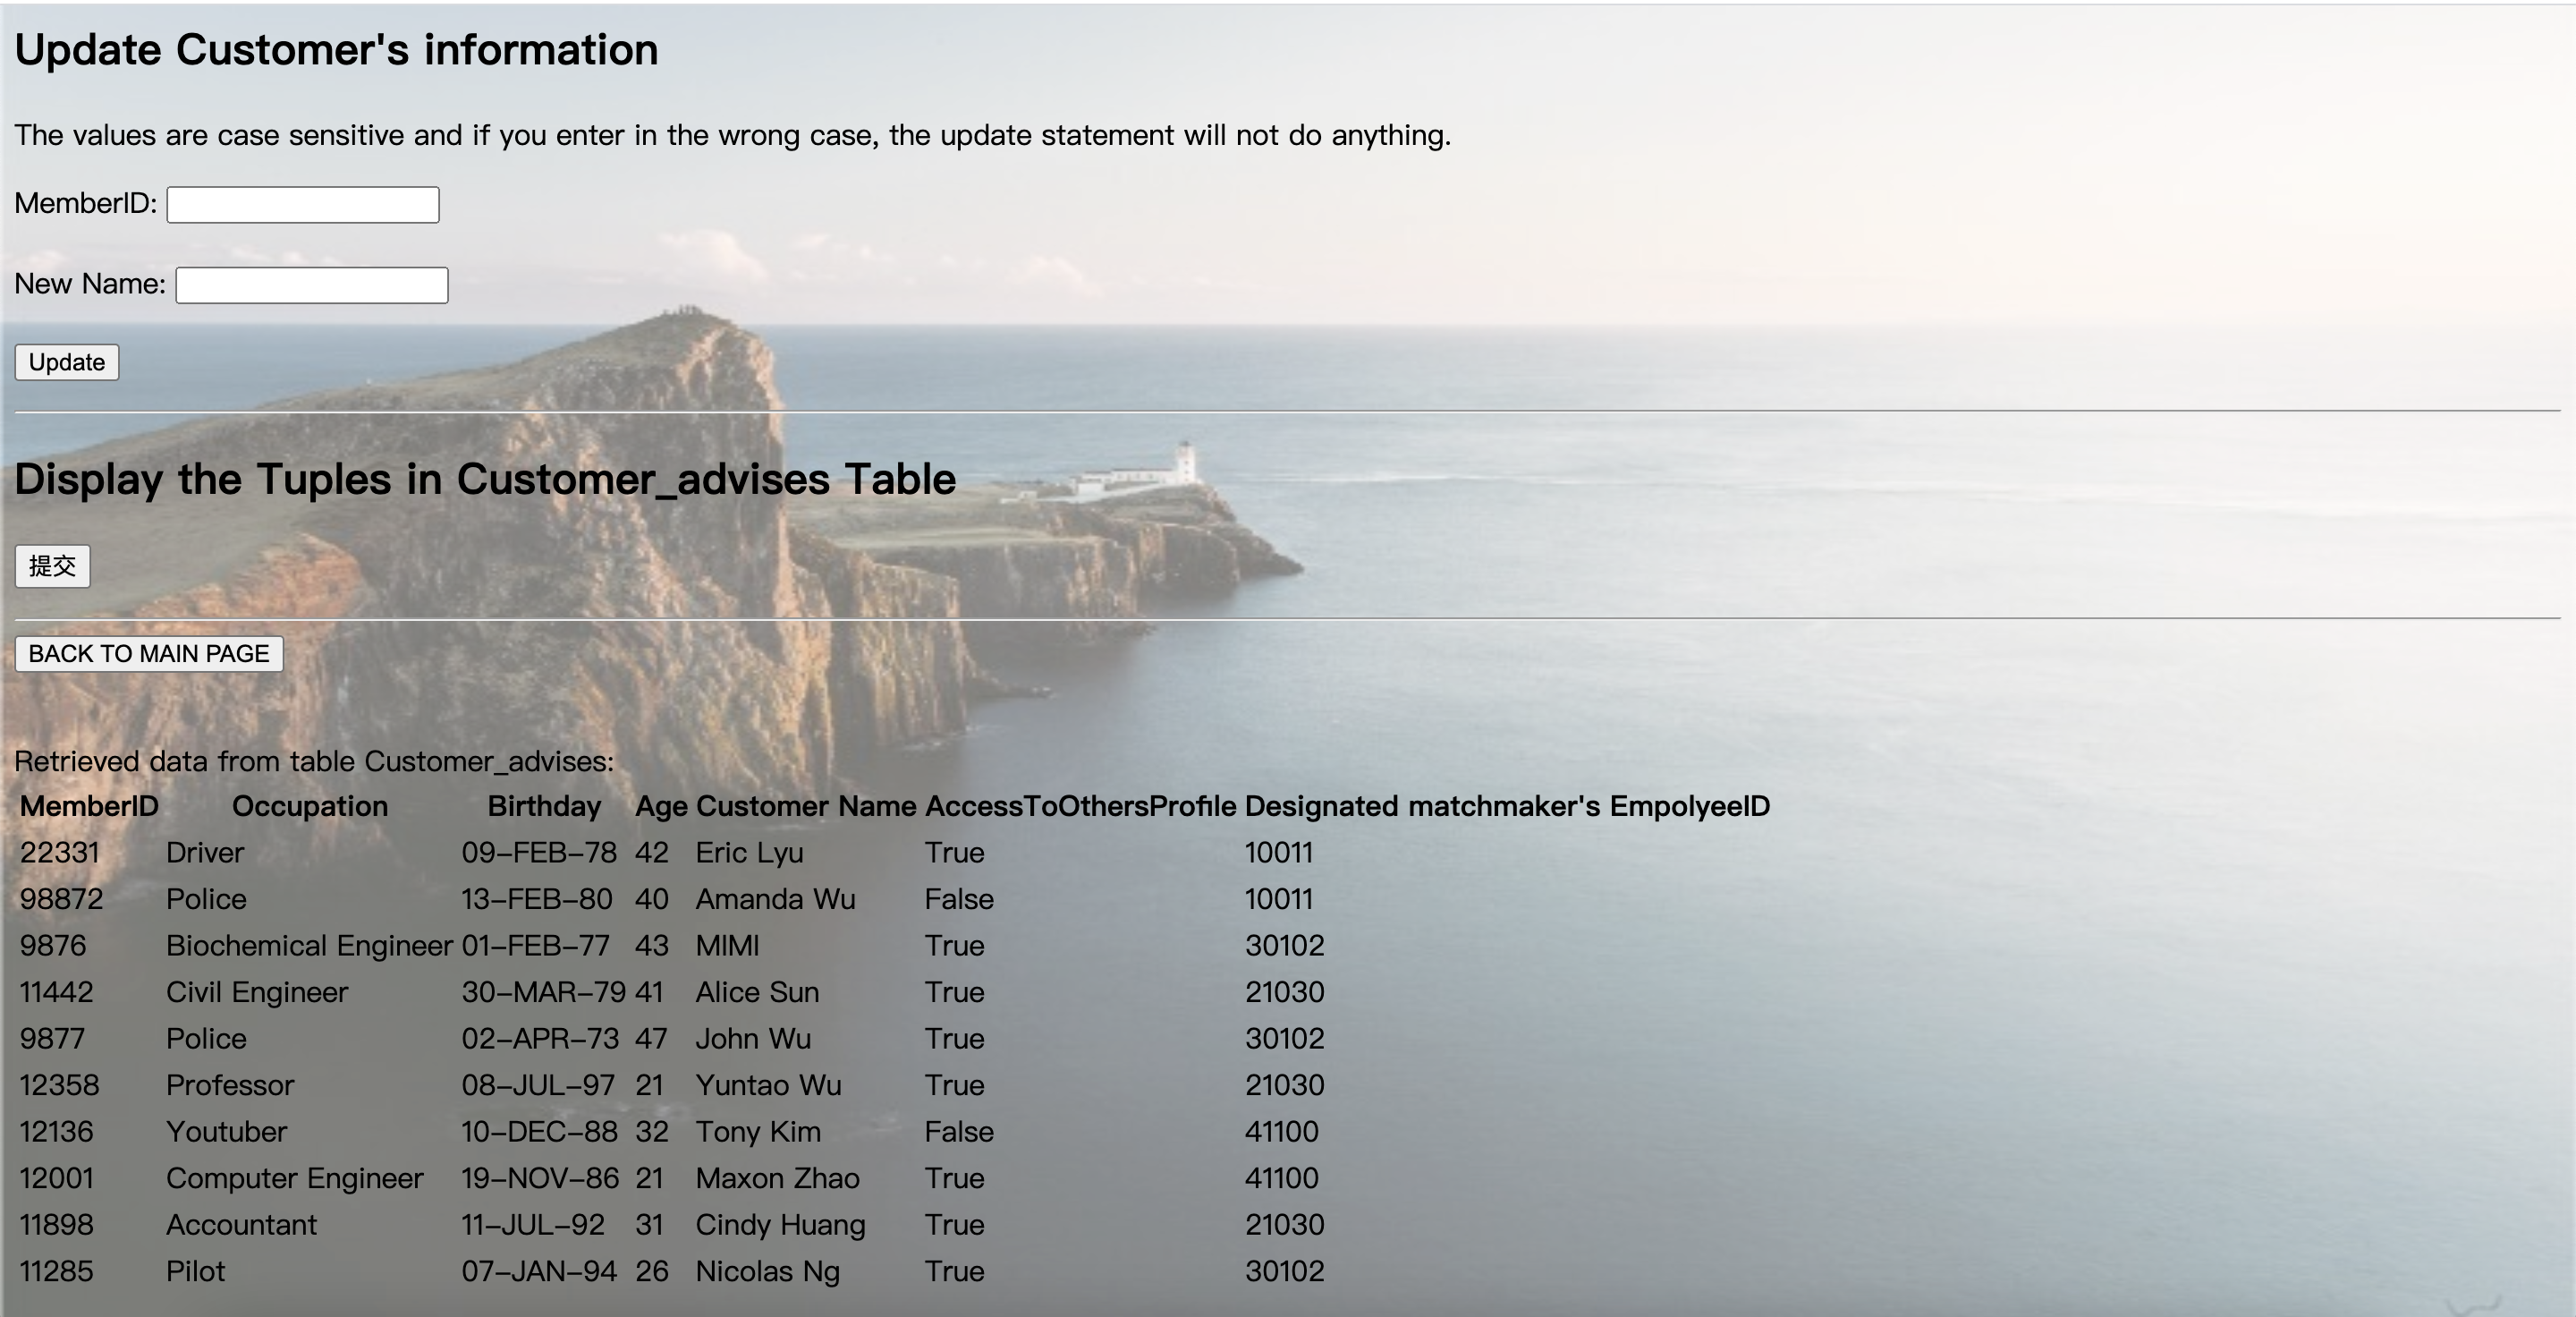 Update Customer's information
The values are case sensitive and if you enter in the wrong case, the update statement will not do anything.
MemberID:
New Name:
Update
Display the Tuples in Customer_advises Table
提交
BACK TO MAIN PAGE
Retrieved data from table Customer_advises:
MemberID Occupation Birthday Age Customer Name AccessToOthersProfile Designated matchmaker's EmpolyeeID
22331 Driver 09-FEB-78 42 Eric Lyu True 10011
98872 Police 13-FEB-80 40 Amanda Wu False 10011
9876 Biochemical Engineer 01-FEB-77 43 MIMI True 30102
11442 Civil Engineer 30-MAR-79 41 Alice Sun True 21030
9877 Police 02-APR-73 47 John Wu True 30102
12358 Professor 08-JUL-97 21 Yuntao Wu True 21030
12136 Youtuber 10-DEC-88 32 Tony Kim False 41100
12001 Computer Engineer 19-NOV-86 21 Maxon Zhao True 41100
11898 Accountant 11-JUL-92 31 Cindy Huang True 21030
11285 Pilot 07-JAN-94 26 Nicolas Ng True 30102